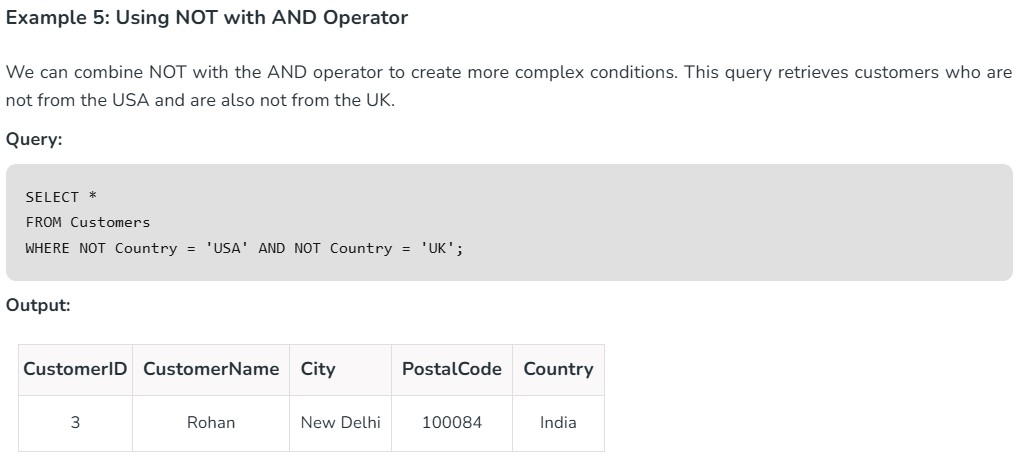 Example 5: Using NOT with AND Operator
We can combine NOT with the AND operator to create more complex conditions. This query retrieves customers who are
not from the USA and are also not from the UK.
Query:
SELECT *
FROM Customers
WHERE NOT Country = 'USA' AND NOT Country = 'UK';
Output:
CustomerID CustomerName City PostalCode Country
3 Rohan New Delhi 100084 India